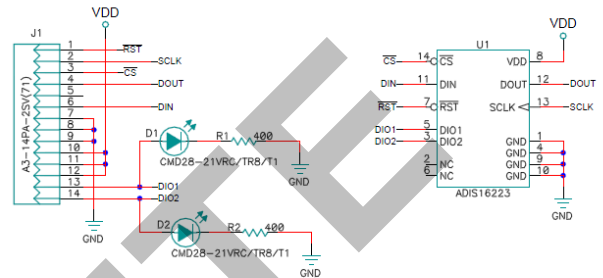 VDD
J1
A3-14PA-2SV(71)
1 RST
2 SCLK
3 CS
4 DOUT
5
6 DIN
7
8
9
10
11
12
13 DIO1
14 DIO2
GND
D1
CMD28-21VRC/TR8/T1
R1 400
GND
D2
CMD28-21VRC/TR8/T1
R2 400
GND
U1
VDD
CS 14 CS
DIN 11 DIN
RST 7 RST
DIO1 5 DIO1
DIO2 3 DIO2
2 NC
6 NC
VDD 8
DOUT 12 DOUT
SCLK 13 SCLK
GND 1
GND 4
GND 9
GND 10
ADIS16223
GND